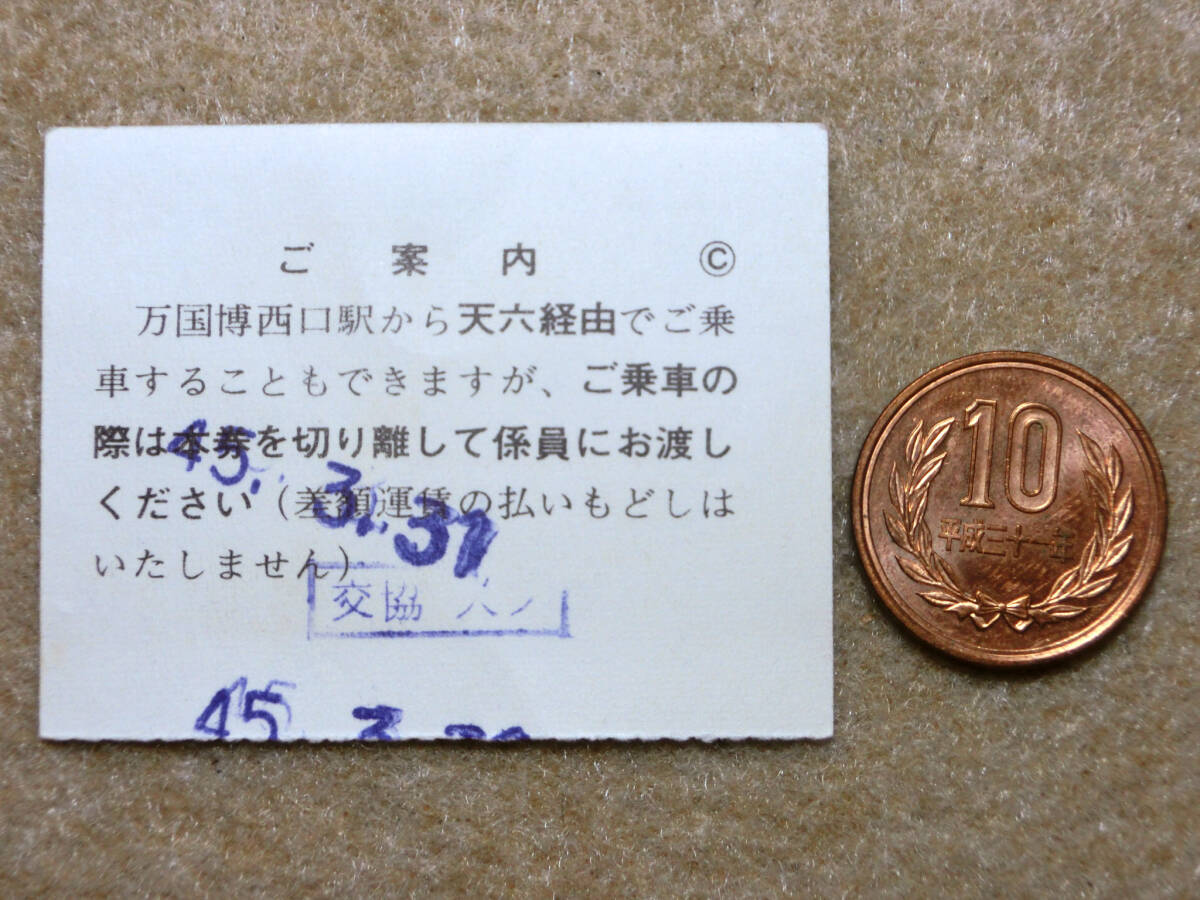 ご案内 Ⓒ
万国博西口駅から天六経由でご乗
車することもできますが、ご乗車の
際は本券を切り離して係員にお渡し
ください(差額運賃の払いもどしは
いたしません)
45. 3. 31
交協
45 3
10
平成三十一年